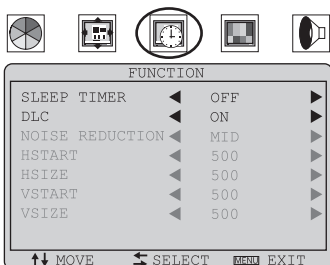 FUNCTION
SLEEP TIMER OFF
DLC ON
NOISE REDUCTION MID
HSTART 500
HSIZE 500
VSTART 500
VSIZE 500
MOVE SELECT MENU EXIT